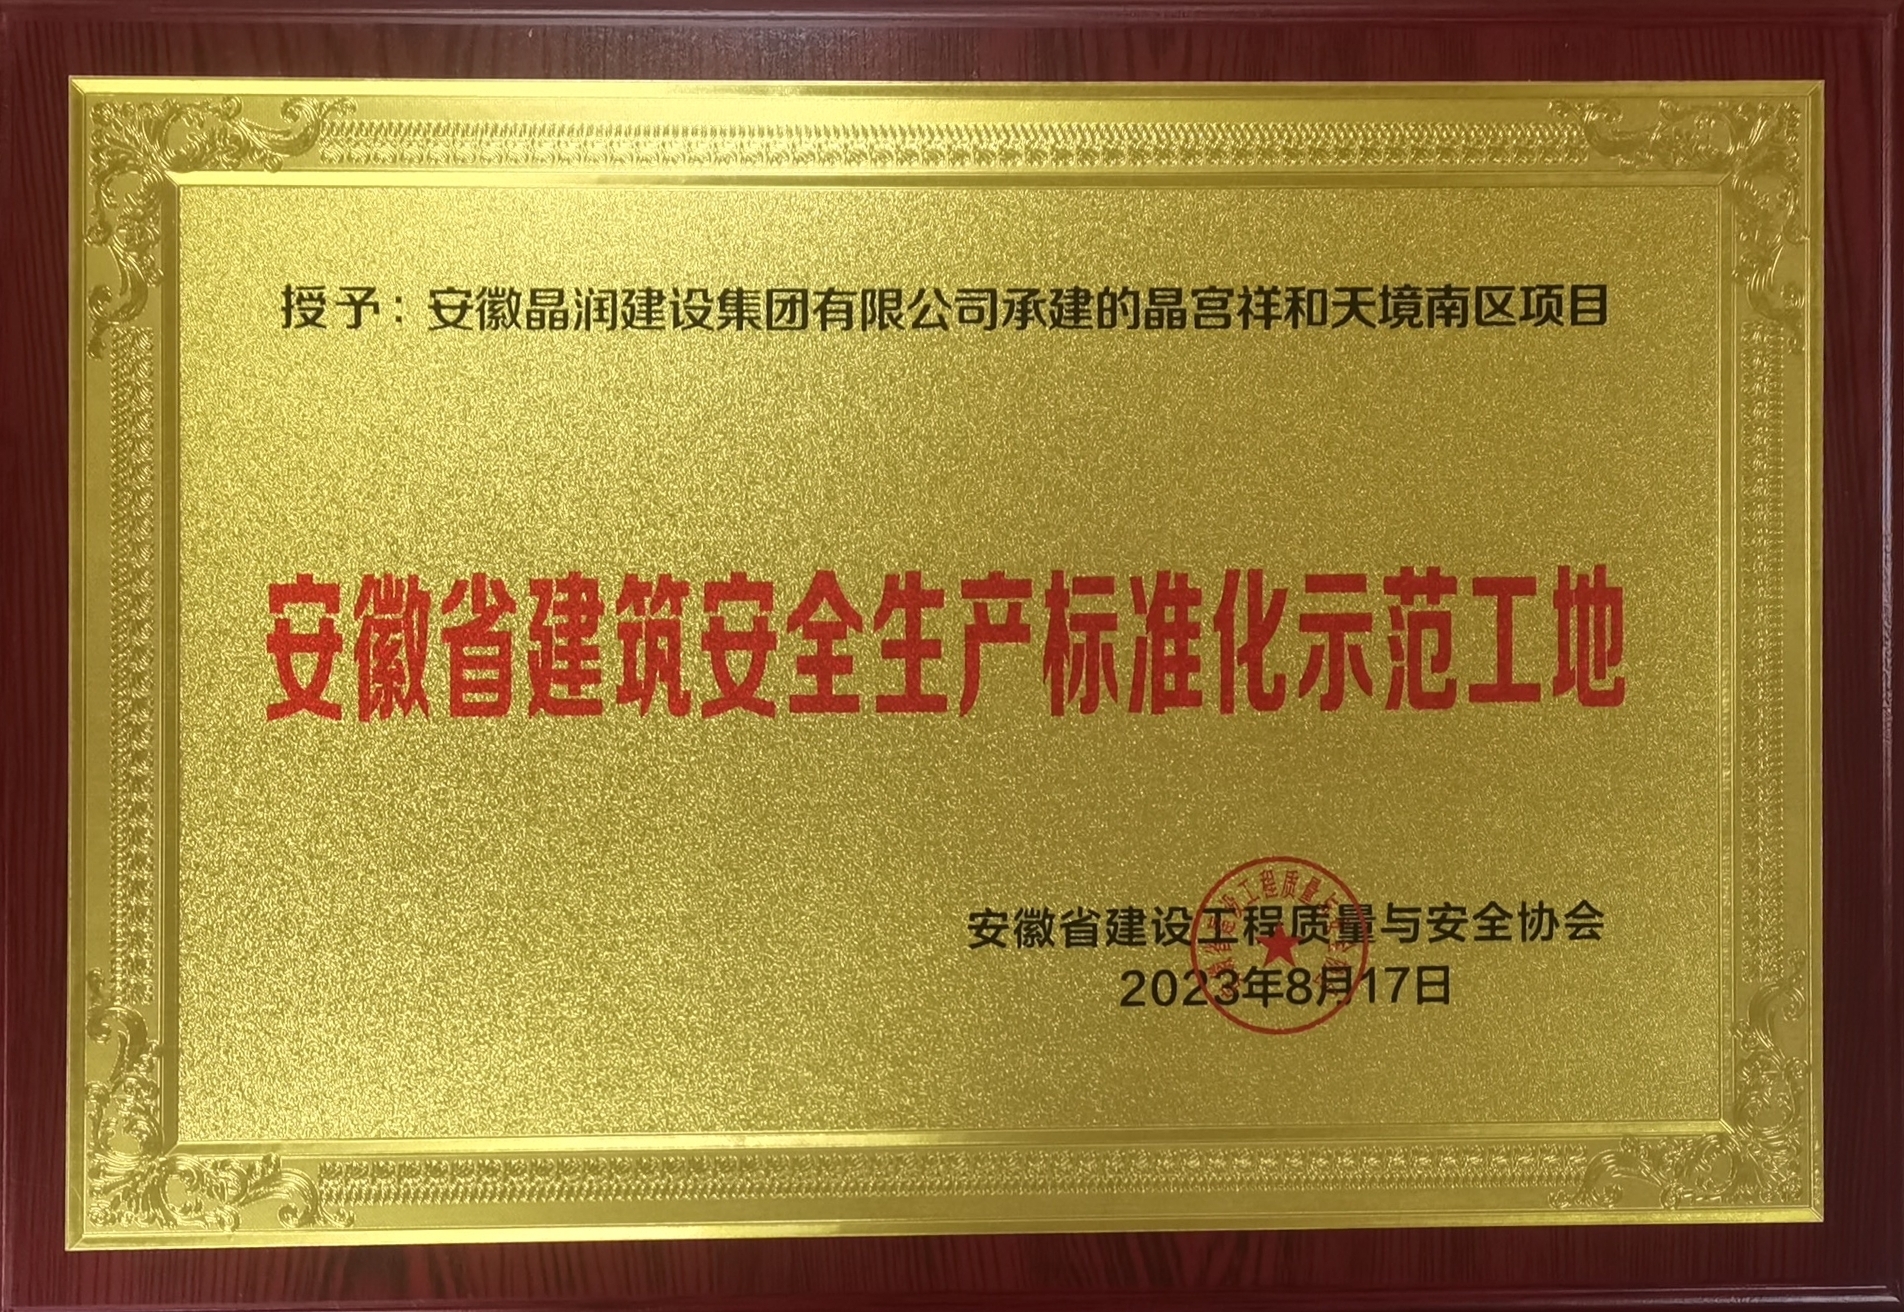 授予：安徽晶润建设集团有限公司承建的晶宫祥和天境南区项目
安徽省建筑安全生产标准化示范工地
安徽省建设工程质量与安全协会
2023年8月17日